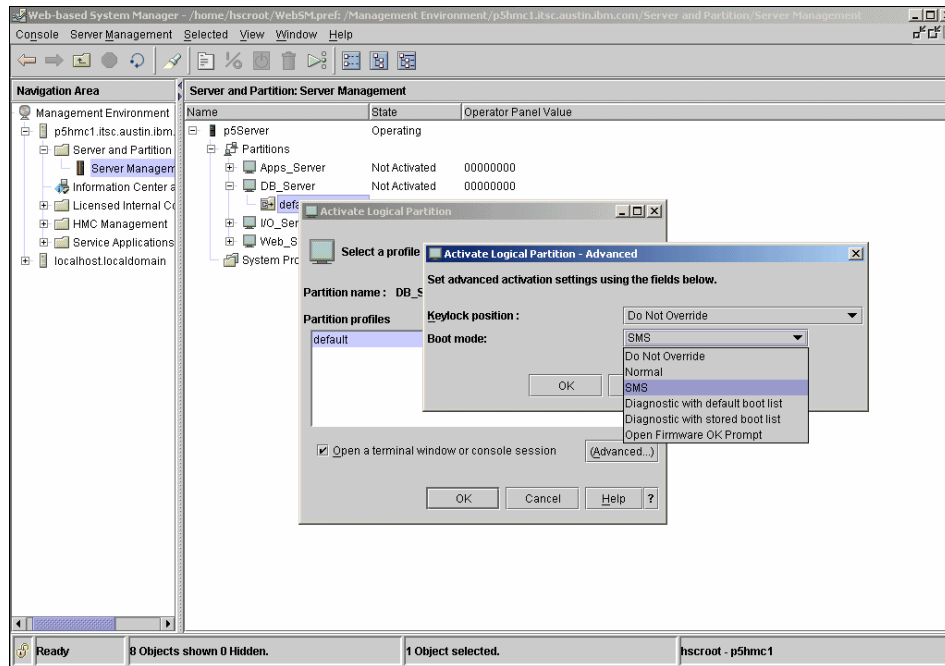 Web-based System Manager - /home/hscroot/WebSM.pref: /Management Environment/p5hmc1.itsc.austin.ibm.com/Server and Partition/Server Management
Console Server Management Selected View Window Help
Navigation Area
Server and Partition: Server Management
Management Environment
p5hmc1.itsc.austin.ibm.
Server and Partition
Server Managem
Information Center a
Licensed Internal Co
HMC Management
Service Applications
localhost.localdomain
Name State Operator Panel Value
p5Server Operating
Partitions
Apps_Server Not Activated 00000000
DB_Server Not Activated 00000000
defa
I/O_Ser
Web_S
System Pro
Activate Logical Partition
Select a profile
Partition name : DB_S
Partition profiles
default
Open a terminal window or console session
(Advanced...)
OK Cancel Help ?
Activate Logical Partition - Advanced
Set advanced activation settings using the fields below.
Keylock position : Do Not Override
Boot mode: SMS
Do Not Override
Normal
SMS
Diagnostic with default boot list
Diagnostic with stored boot list
Open Firmware OK Prompt
OK
Ready 8 Objects shown 0 Hidden. 1 Object selected. hscroot - p5hmc1